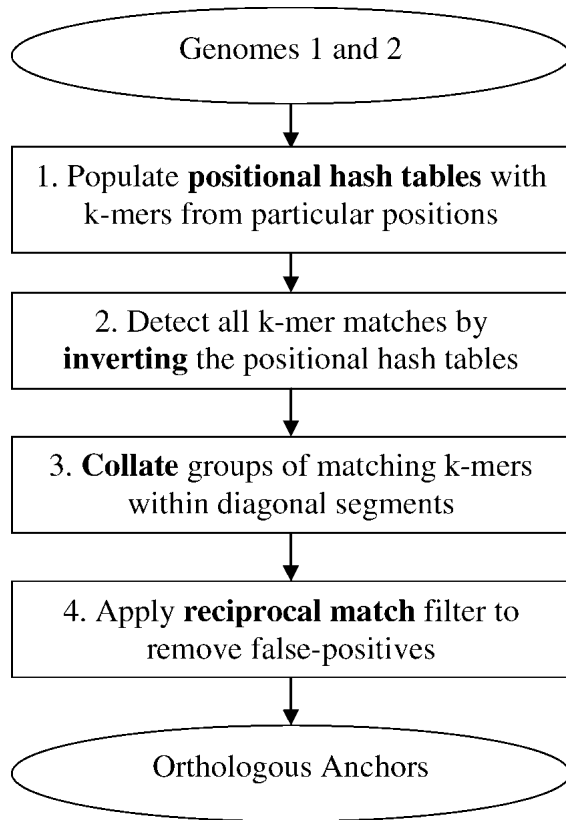 Genomes 1 and 2
1. Populate positional hash tables with
k-mers from particular positions
2. Detect all k-mer matches by
inverting the positional hash tables
3. Collate groups of matching k-mers
within diagonal segments
4. Apply reciprocal match filter to
remove false-positives
Orthologous Anchors